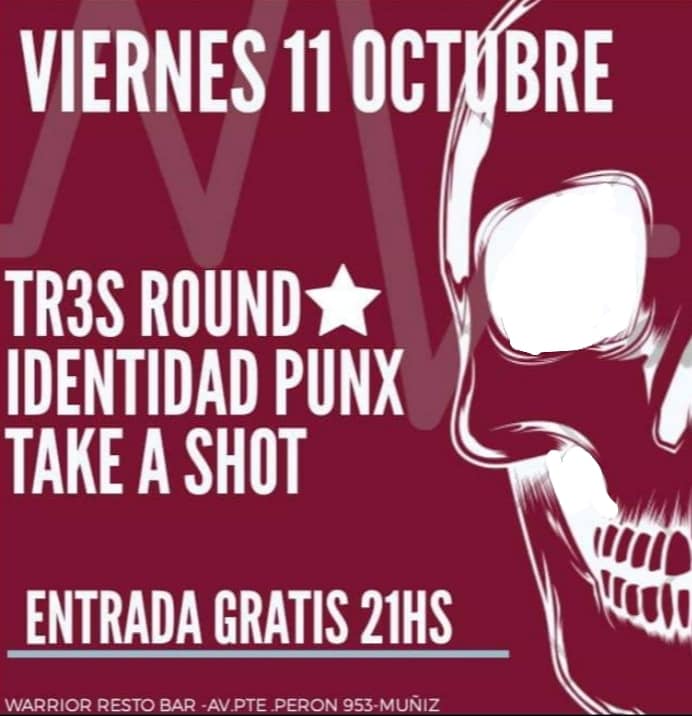 VIERNES 11 OCTUBRE
TR3S ROUND★
IDENTIDAD PUNX
TAKE A SHOT
ENTRADA GRATIS 21HS
WARRIOR RESTO BAR -AV.PTE .PERON 953-MUÑIZ